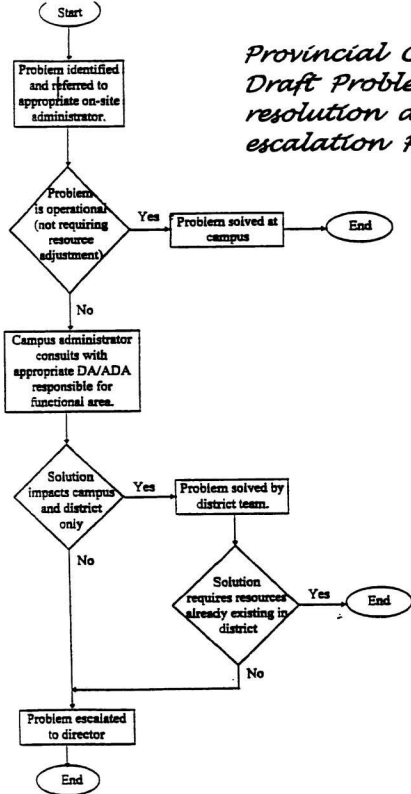 Start
Provincial
Draft
resolution
escalation
Problem identified
and referred to
appropriate on-site
administrator.
Problem
is operational
(not requiring
resource
adjustment)
Yes
Problem solved at
campus
End
No
Campus administrator
consults with
appropriate DA/ADA
responsible for
functional area.
Solution
impacts campus
and district
only
Yes
Problem solved by
district team.
No
Solution
requires resources
already existing in
district
Yes
End
No
Problem escalated
to director
End